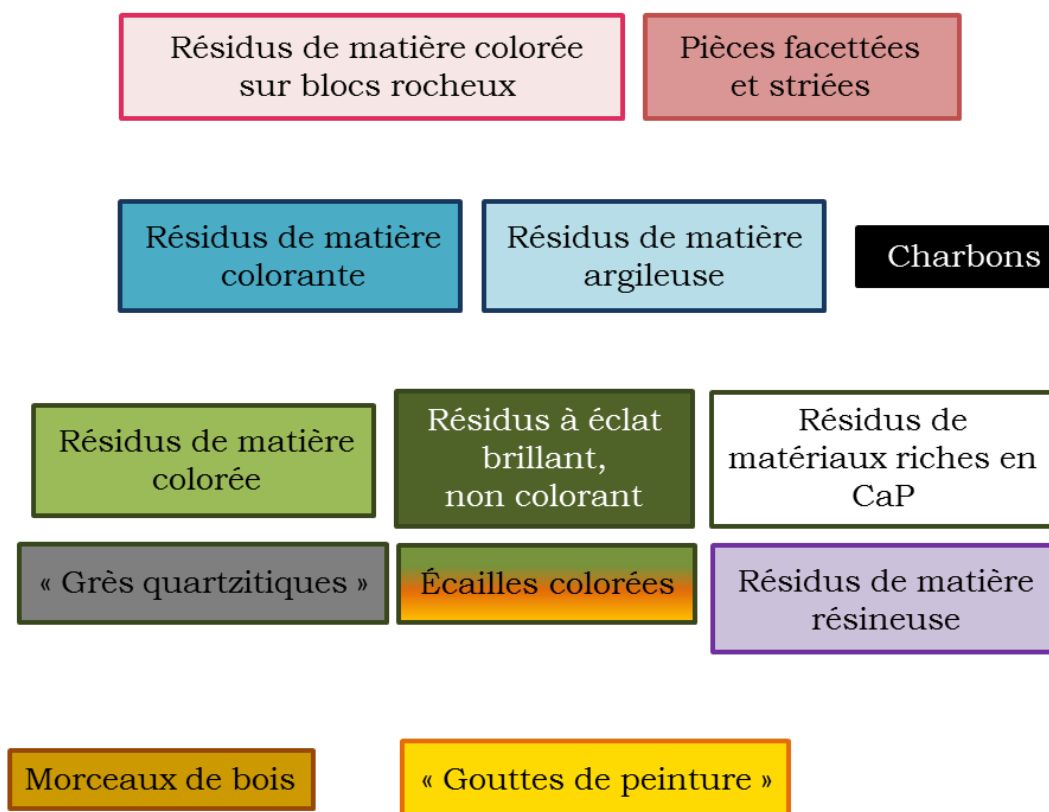 Résidus de matière colorée
sur blocs rocheux
Pièces facettées
et striées
Résidus de matière
colorante
Résidus de matière
argileuse
Charbons
Résidus de matière
colorée
Résidus à éclat
brillant,
non colorant
Résidus de
matériaux riches en
CaP
« Grès quartzitiques »
Écailles colorées
Résidus de matière
résineuse
Morceaux de bois
« Gouttes de peinture »